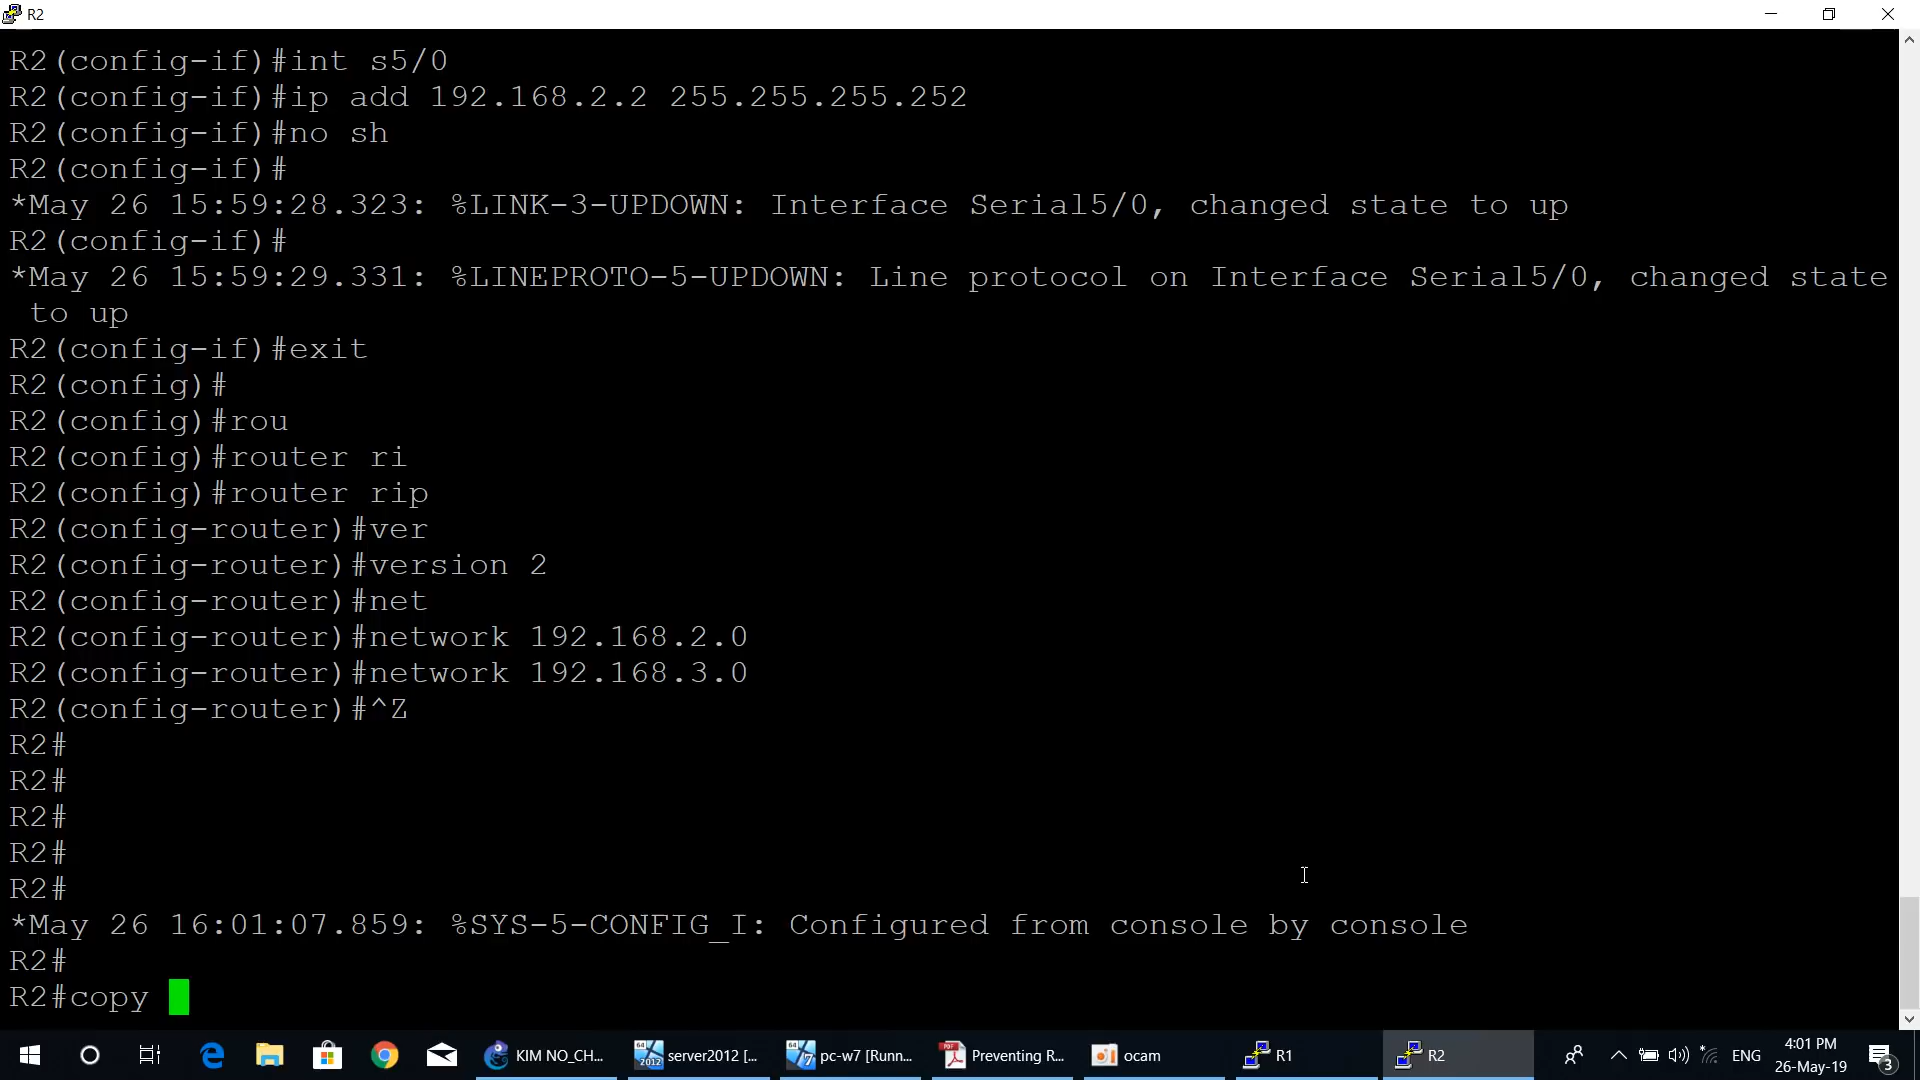 R2
R2(config-if)#int s5/0
R2(config-if)#ip add 192.168.2.2 255.255.255.252
R2(config-if)#no sh
R2(config-if)#
*May 26 15:59:28.323: %LINK-3-UPDOWN: Interface Serial5/0, changed state to up
R2(config-if)#
*May 26 15:59:29.331: %LINEPROTO-5-UPDOWN: Line protocol on Interface Serial5/0, changed state
to up
R2(config-if)#exit
R2(config)#
R2(config)#rou
R2(config)#router ri
R2(config)#router rip
R2(config-router)#ver
R2(config-router)#version 2
R2(config-router)#net
R2(config-router)#network 192.168.2.0
R2(config-router)#network 192.168.3.0
R2(config-router)#^Z
R2#
R2#
R2#
R2#
R2#
*May 26 16:01:07.859: %SYS-5-CONFIG_I: Configured from console by console
R2#
R2#copy
KIM NO_CH... server2012 [... pc-w7 [Runn... Preventing R... ocam R1 R2 ENG 4:01 PM
26-May-19 3